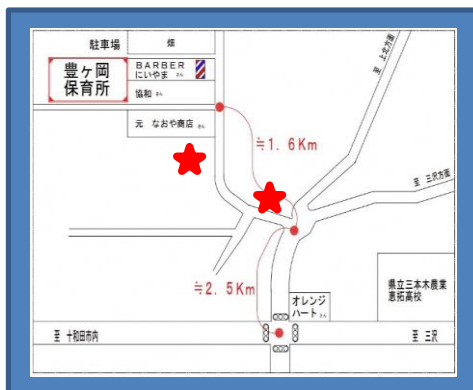 駐車場
畑
豊ヶ岡
保育所
BARBER
にいやま さん
協和 さん
元 なおや商店 さん
≒1.6Km
至 上北方面
至 三沢方面
≒2.5Km
オレンジ
ハート さん
県立三本木農業
恵拓高校
至 十和田市内
至 三沢